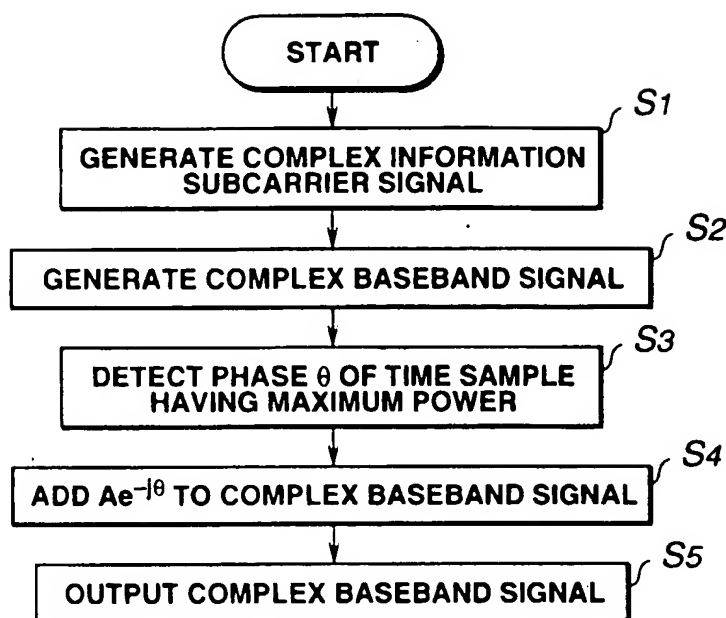 START
S1
GENERATE COMPLEX INFORMATION
SUBCARRIER SIGNAL
S2
GENERATE COMPLEX BASEBAND SIGNAL
S3
DETECT PHASE θ OF TIME SAMPLE
HAVING MAXIMUM POWER
S4
ADD Ae^{-jθ} TO COMPLEX BASEBAND SIGNAL
S5
OUTPUT COMPLEX BASEBAND SIGNAL